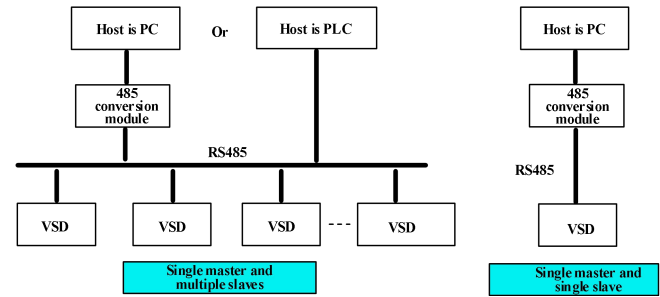 Host is PC
Or
Host is PLC
485
conversion
module
RS485
VSD
VSD
VSD
VSD
Single master and
multiple slaves
Host is PC
485
conversion
module
RS485
VSD
Single master and
single slave